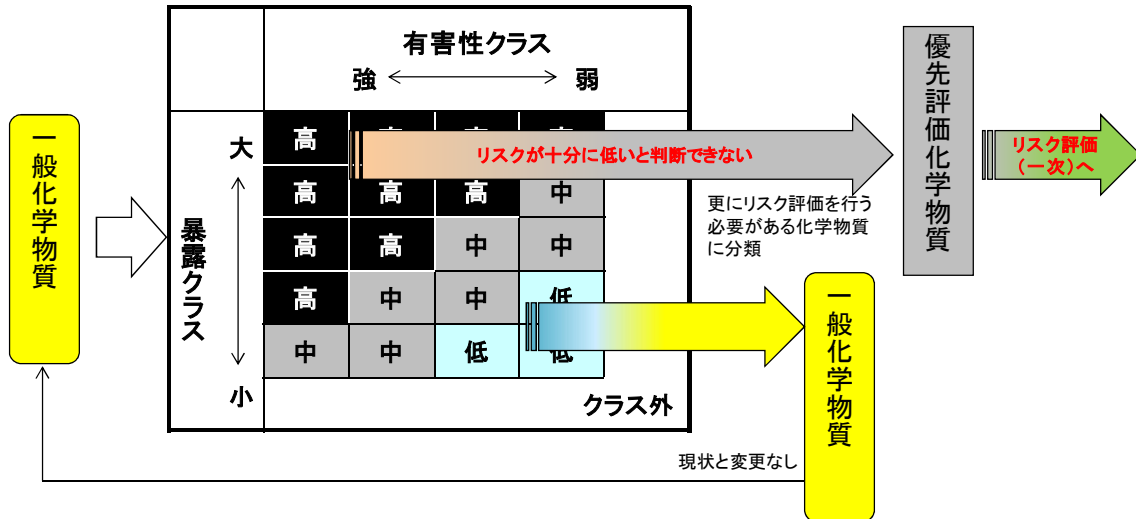 有害性クラス
強 弱
一般化学物質
暴露クラス
大
小
高 高 高 高
高 高 高 中
高 高 中 中
高 中 中 低
中 中 低 低
クラス外
リスクが十分に低いと判断できない
更にリスク評価を行う
必要がある化学物質
に分類
優先評価化学物質
リスク評価
(一次)へ
一般化学物質
現状と変更なし